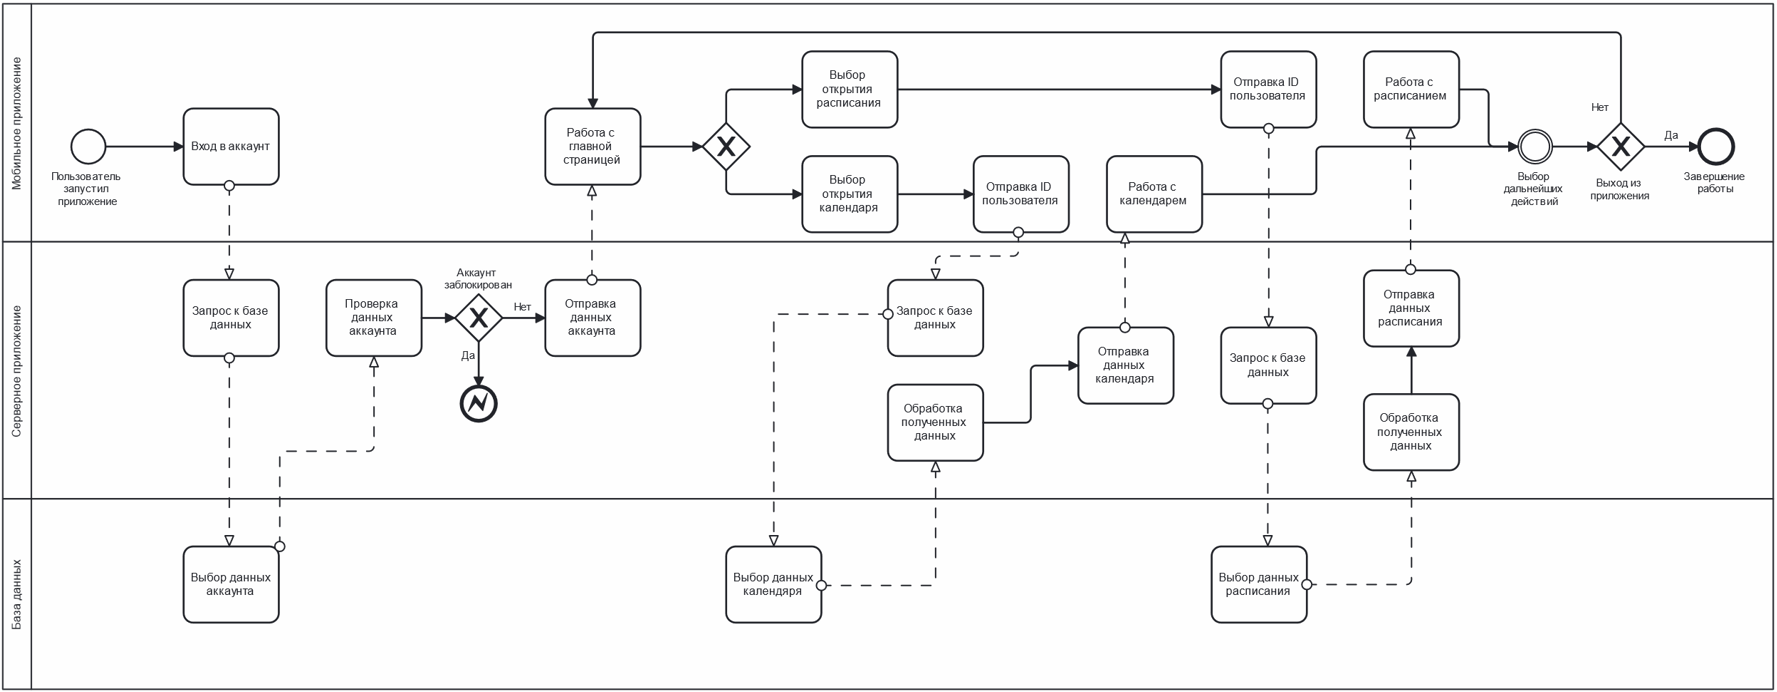 Мобильное приложение
Пользователь
запустил
приложение
Вход в аккаунт
Работа с
главной
страницей
X
Выбор
открытия
расписания
Выбор
открытия
календаря
Отправка ID
пользователя
Работа с
календарем
Отправка ID
пользователя
Работа с
расписанием
Выбор
дальнейших
действий
Нет
X
Выход из
приложения
Да
Завершение
работы
Серверное приложение
Запрос к базе
данных
Проверка
данных
аккаунта
Аккаунт
заблокирован
X
Нет
Да
Отправка
данных
аккаунта
Запрос к базе
данных
Обработка
полученных
данных
Отправка
данных
календаря
Запрос к базе
данных
Отправка
данных
расписания
Обработка
полученных
данных
База данных
Выбор данных
аккаунта
Выбор данных
календяря
Выбор данных
расписания